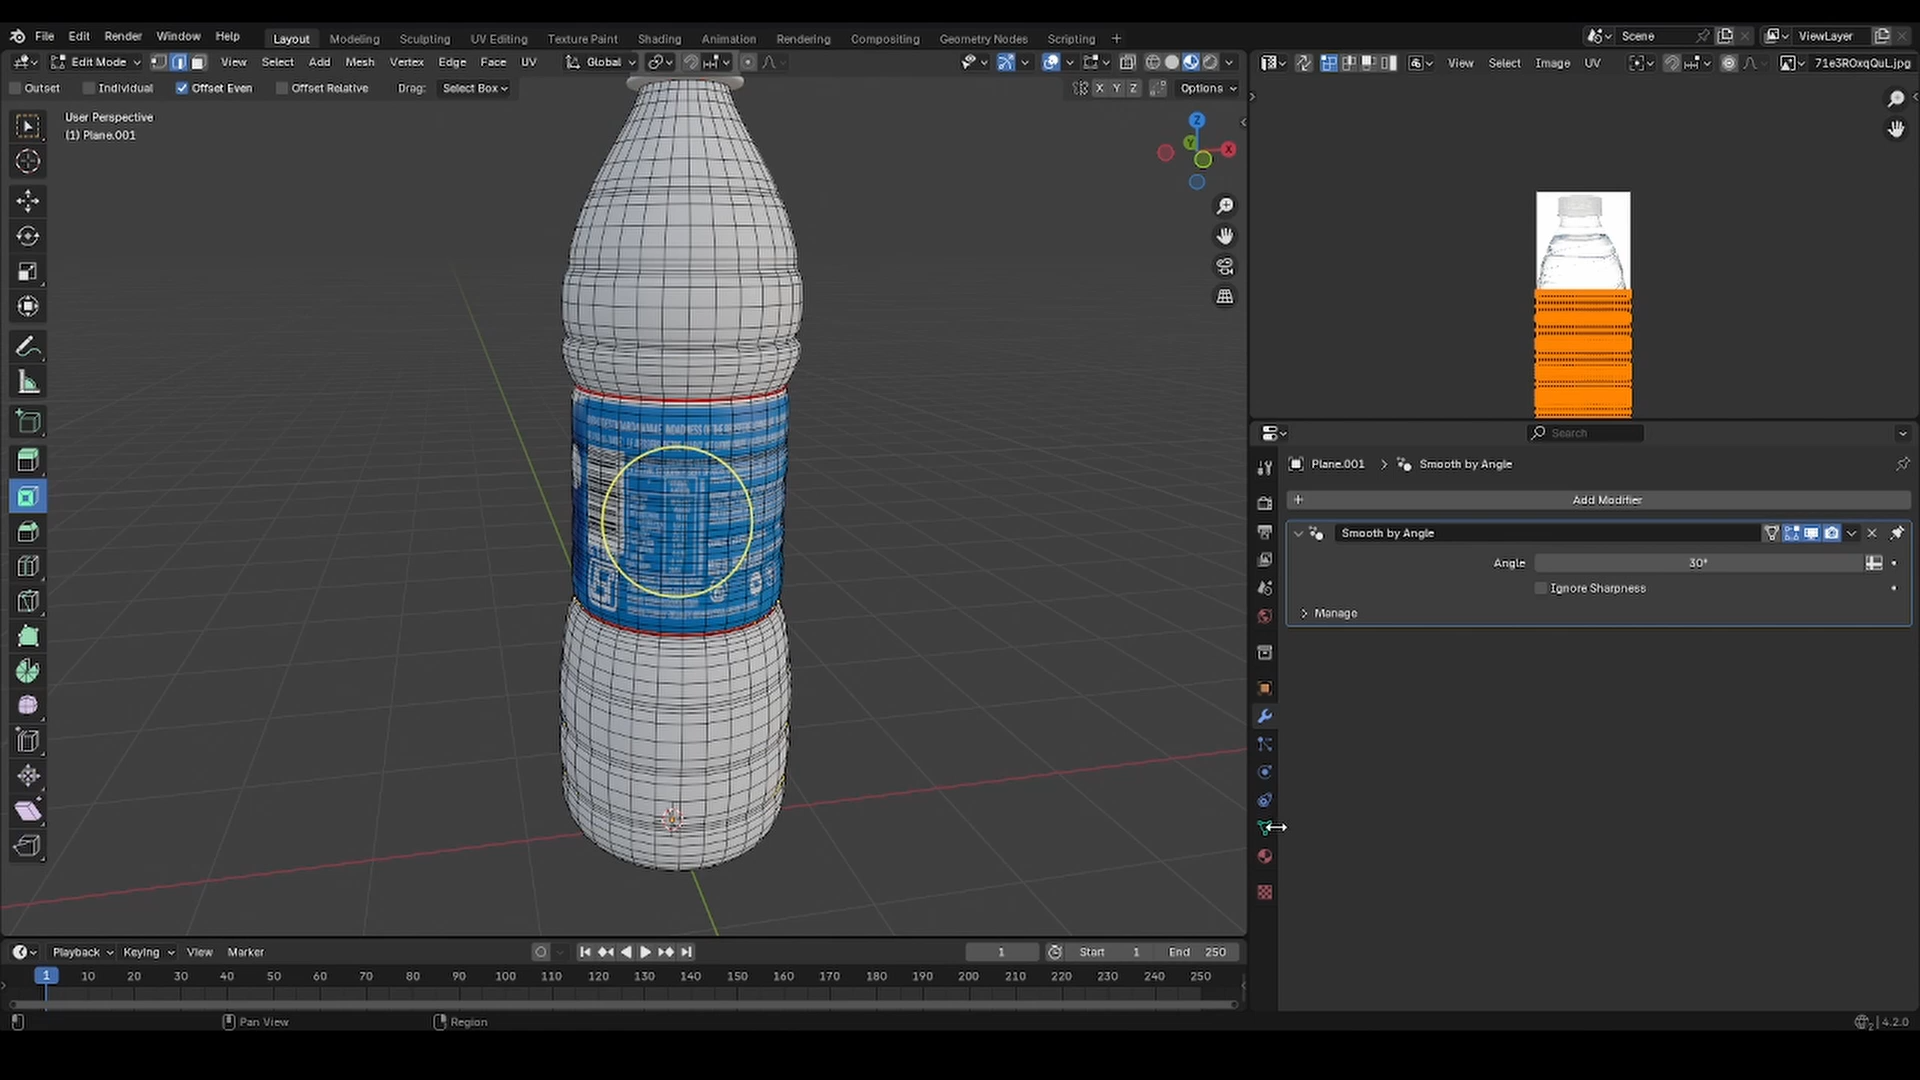 File Edit Render Window Help Layout Modeling Sculpting UV Editing Texture Paint Shading Animation Rendering Compositing Geometry Nodes Scripting + Scene ViewLayer
Edit Mode View Select Add Mesh Vertex Edge Face UV Global View Select Image UV 71e3ROxqQuL.jpg
Outset Individual Offset Even Offset Relative Drag: Select Box X Y Z Options
User Perspective
(1) Plane.001
Z
Y
X
Search
Plane.001 > Smooth by Angle
+ Add Modifier
Smooth by Angle
Angle 30°
Ignore Sharpness
Manage
Playback Keying View Marker 1 Start 1 End 250
1 10 20 30 40 50 60 70 80 90 100 110 120 130 140 150 160 170 180 190 200 210 220 230 240 250
Pan View Region 4.2.0